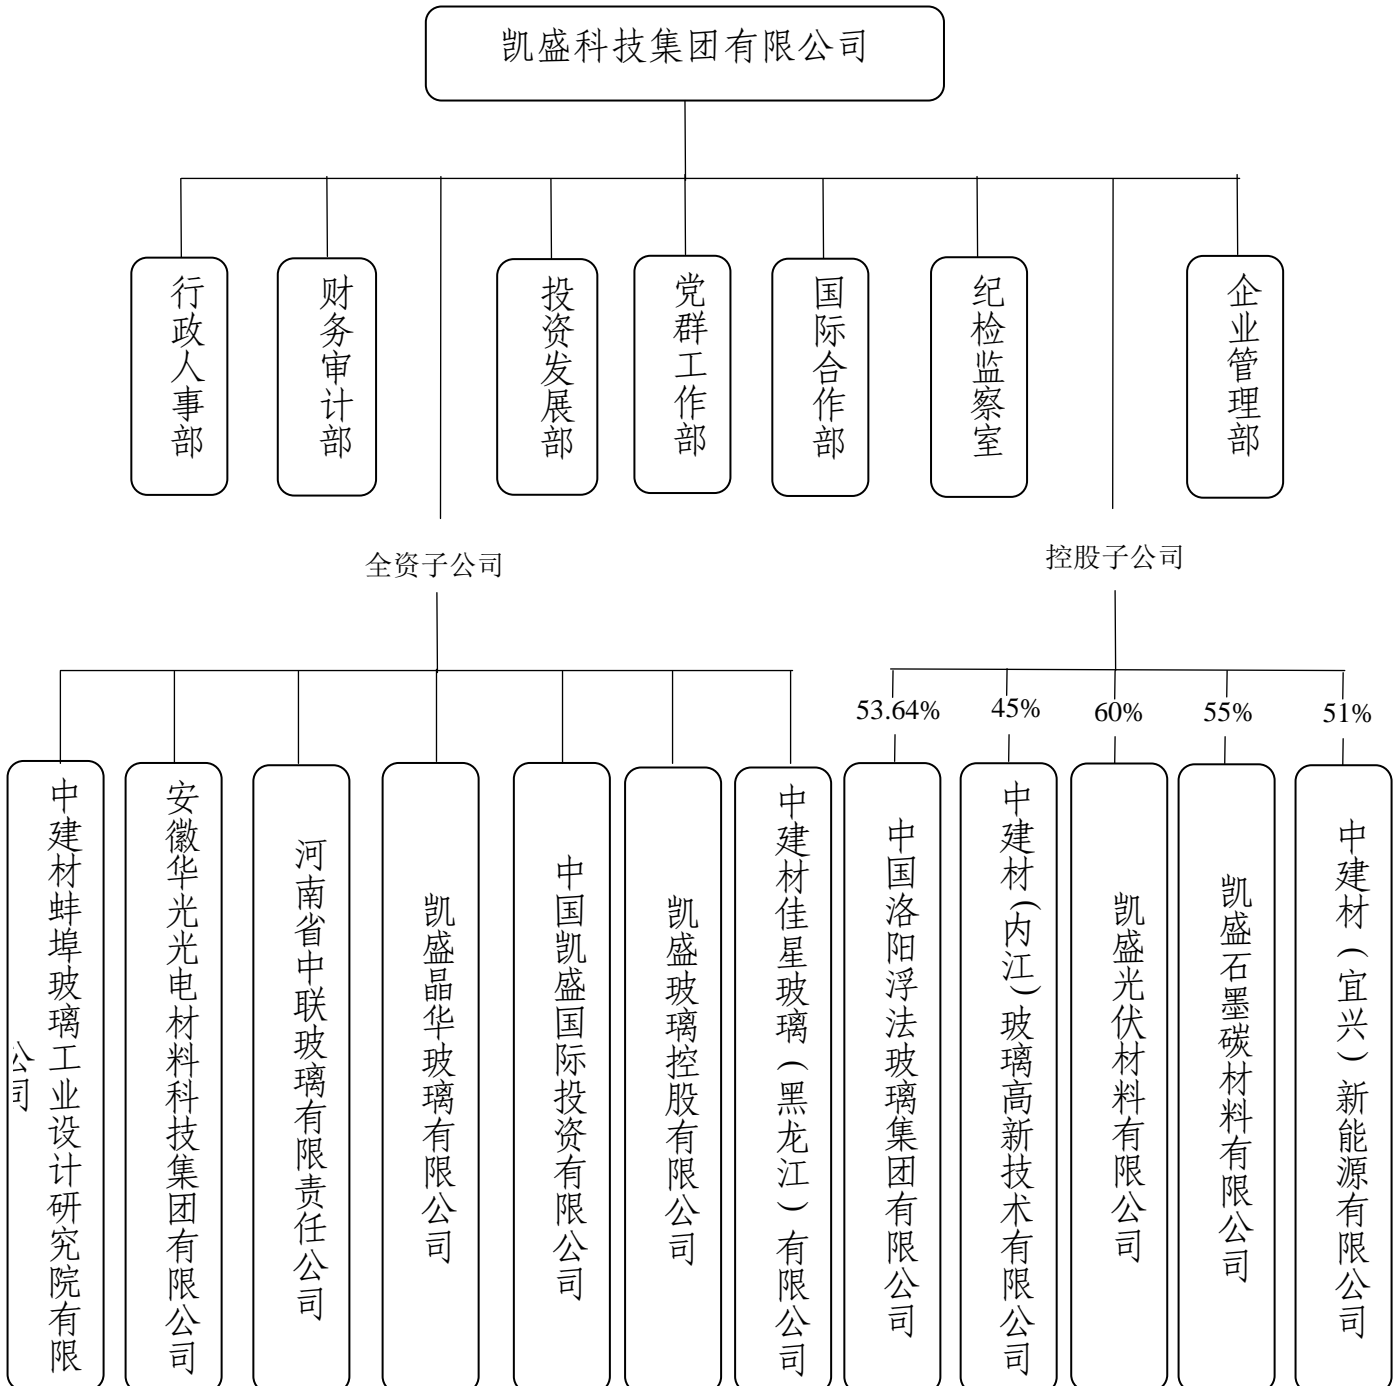 凯盛科技集团有限公司
行政人事部
财务审计部
投资发展部
党群工作部
国际合作部
纪检监察室
企业管理部
全资子公司
控股子公司
53.64%
45%
60%
55%
51%
中建材蚌埠玻璃工业设计研究院有限
公司
安徽华光光电材料科技集团有限公司
河南省中联玻璃有限责任公司
凯盛晶华玻璃有限公司
中国凯盛国际投资有限公司
凯盛玻璃控股有限公司
中建材佳星玻璃（黑龙江）有限公司
中国洛阳浮法玻璃集团有限公司
中建材(内江)玻璃高新技术有限公司
凯盛光伏材料有限公司
凯盛石墨碳材料有限公司
中建材（宜兴）新能源有限公司